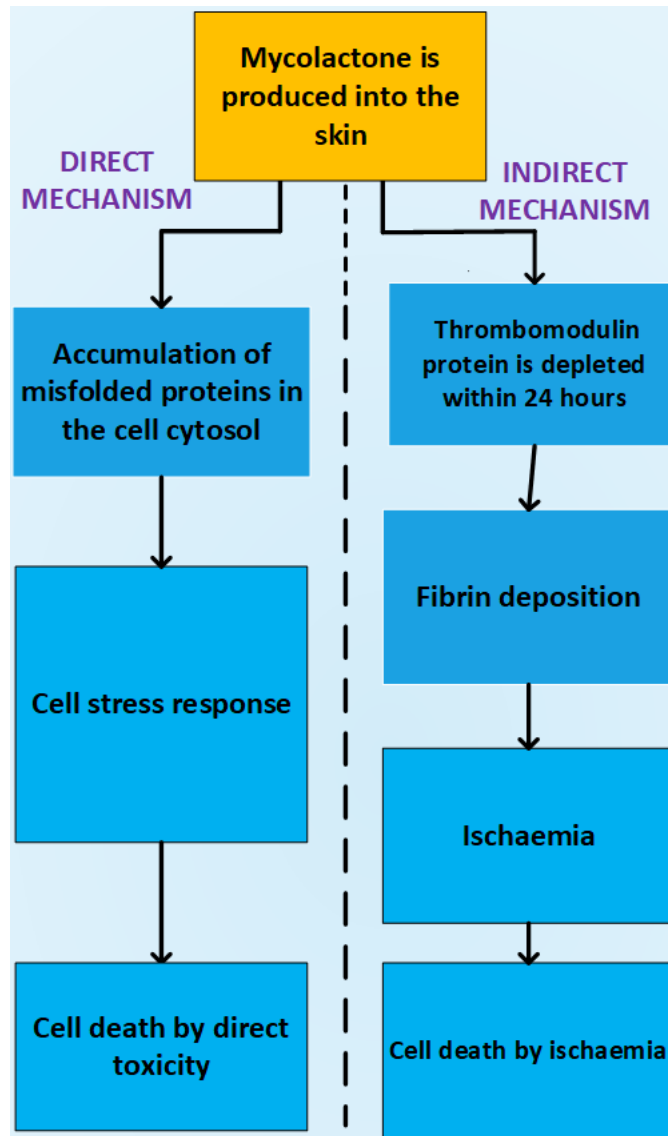 Mycolactone is
produced into the
skin
DIRECT
MECHANISM
INDIRECT
MECHANISM
Accumulation of
misfolded proteins in
the cell cytosol
Thrombomodulin
protein is depleted
within 24 hours
Fibrin deposition
Cell stress response
Ischaemia
Cell death by direct
toxicity
Cell death by ischaemia